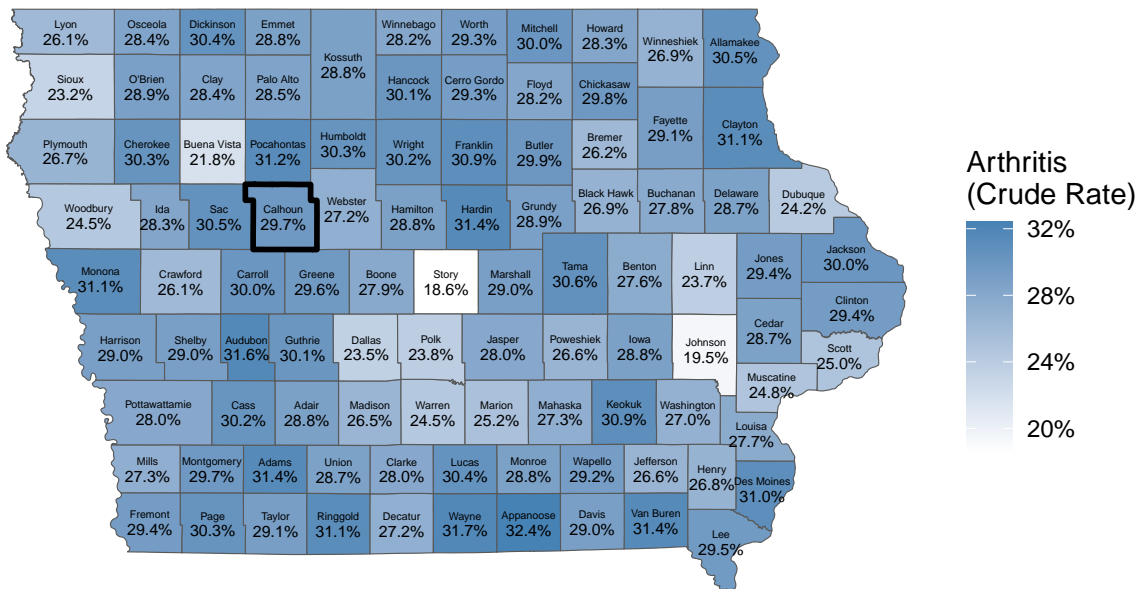 Lyon
26.1%
Osceola
28.4%
Dickinson
30.4%
Emmet
28.8%
Kossuth
28.8%
Winnebago
28.2%
Worth
29.3%
Mitchell
30.0%
Howard
28.3%
Winneshiek
26.9%
Allamakee
30.5%
Sioux
23.2%
O'Brien
28.9%
Clay
28.4%
Palo Alto
28.5%
Hancock
30.1%
Cerro Gordo
29.3%
Floyd
28.2%
Chickasaw
29.8%
Plymouth
26.7%
Cherokee
30.3%
Buena Vista
21.8%
Pocahontas
31.2%
Humboldt
30.3%
Wright
30.2%
Franklin
30.9%
Butler
29.9%
Bremer
26.2%
Fayette
29.1%
Clayton
31.1%
Woodbury
24.5%
Ida
28.3%
Sac
30.5%
Calhoun
29.7%
Webster
27.2%
Hamilton
28.8%
Hardin
31.4%
Grundy
28.9%
Black Hawk
26.9%
Buchanan
27.8%
Delaware
28.7%
Dubuque
24.2%
Monona
31.1%
Crawford
26.1%
Carroll
30.0%
Greene
29.6%
Boone
27.9%
Story
18.6%
Marshall
29.0%
Tama
30.6%
Benton
27.6%
Linn
23.7%
Jones
29.4%
Jackson
30.0%
Clinton
29.4%
Harrison
29.0%
Shelby
29.0%
Audubon
31.6%
Guthrie
30.1%
Dallas
23.5%
Polk
23.8%
Jasper
28.0%
Poweshiek
26.6%
Iowa
28.8%
Johnson
19.5%
Cedar
28.7%
Scott
25.0%
Muscatine
24.8%
Pottawattamie
28.0%
Cass
30.2%
Adair
28.8%
Madison
26.5%
Warren
24.5%
Marion
25.2%
Mahaska
27.3%
Keokuk
30.9%
Washington
27.0%
Louisa
27.7%
Mills
27.3%
Montgomery
29.7%
Adams
31.4%
Union
28.7%
Clarke
28.0%
Lucas
30.4%
Monroe
28.8%
Wapello
29.2%
Jefferson
26.6%
Henry
26.8%
Des Moines
31.0%
Fremont
29.4%
Page
30.3%
Taylor
29.1%
Ringgold
31.1%
Decatur
27.2%
Wayne
31.7%
Appanoose
32.4%
Davis
29.0%
Van Buren
31.4%
Lee
29.5%
Arthritis
(Crude Rate)
32%
28%
24%
20%